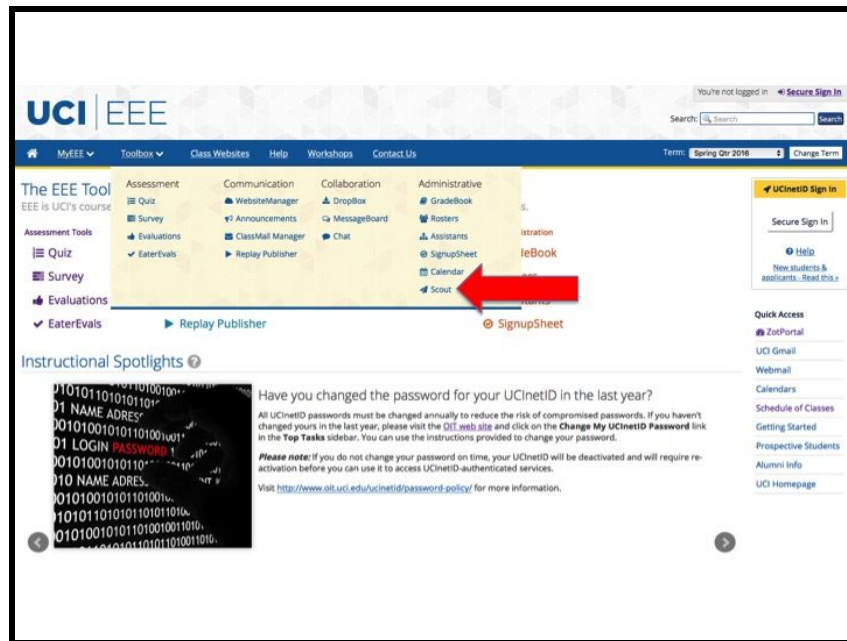 You're not logged in Secure Sign In
UCI EEE
Search: Search Search
MyEEE Toolbox Class Websites Help Workshops Contact Us Term: Spring Qtr 2016 Change Term
The EEE Tool
EEE is UCI's course
s.
Assessment
Quiz
Survey
Evaluations
EaterEvals
Communication
WebsiteManager
Announcements
ClassMail Manager
Replay Publisher
Collaboration
DropBox
MessageBoard
Chat
Administrative
GradeBook
Rosters
Assistants
SignupSheet
Calendar
Scout
Assessment Tools
Quiz
Survey
Evaluations
EaterEvals
Replay Publisher
SignupSheet
UCInetID Sign In
Secure Sign In
Help
New students &
applicants - Read this »
Quick Access
ZotPortal
UCI Gmail
Webmail
Calendars
Schedule of Classes
Getting Started
Prospective Students
Alumni Info
UCI Homepage
Instructional Spotlights
NAME ADRES
LOGIN PASSWORD
NAME ADRES
Have you changed the password for your UCInetID in the last year?
All UCInetID passwords must be changed annually to reduce the risk of compromised passwords. If you haven't
changed yours in the last year, please visit the OIT web site and click on the Change My UCInetID Password link
in the Top Tasks sidebar. You can use the instructions provided to change your password.
Please note: If you do not change your password on time, your UCInetID will be deactivated and will require re-
activation before you can use it to access UCInetID-authenticated services.
Visit http://www.oit.uci.edu/ucinetid/password-policy/ for more information.